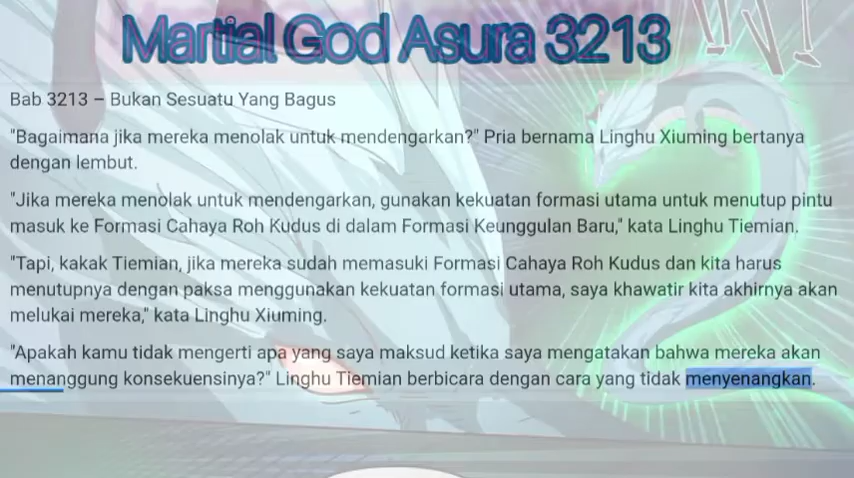 Martial God Asura 3213
Bab 3213 – Bukan Sesuatu Yang Bagus
"Bagaimana jika mereka menolak untuk mendengarkan?" Pria bernama Linghu Xiuming bertanya
dengan lembut.
"Jika mereka menolak untuk mendengarkan, gunakan kekuatan formasi utama untuk menutup pintu
masuk ke Formasi Cahaya Roh Kudus di dalam Formasi Keunggulan Baru," kata Linghu Tiemian.
"Tapi, kakak Tiemian, jika mereka sudah memasuki Formasi Cahaya Roh Kudus dan kita harus
menutupnya dengan paksa menggunakan kekuatan formasi utama, saya khawatir kita akhirnya akan
melukai mereka," kata Linghu Xiuming.
"Apakah kamu tidak mengerti apa yang saya maksud ketika saya mengatakan bahwa mereka akan
menanggung konsekuensinya?" Linghu Tiemian berbicara dengan cara yang tidak menyenangkan.